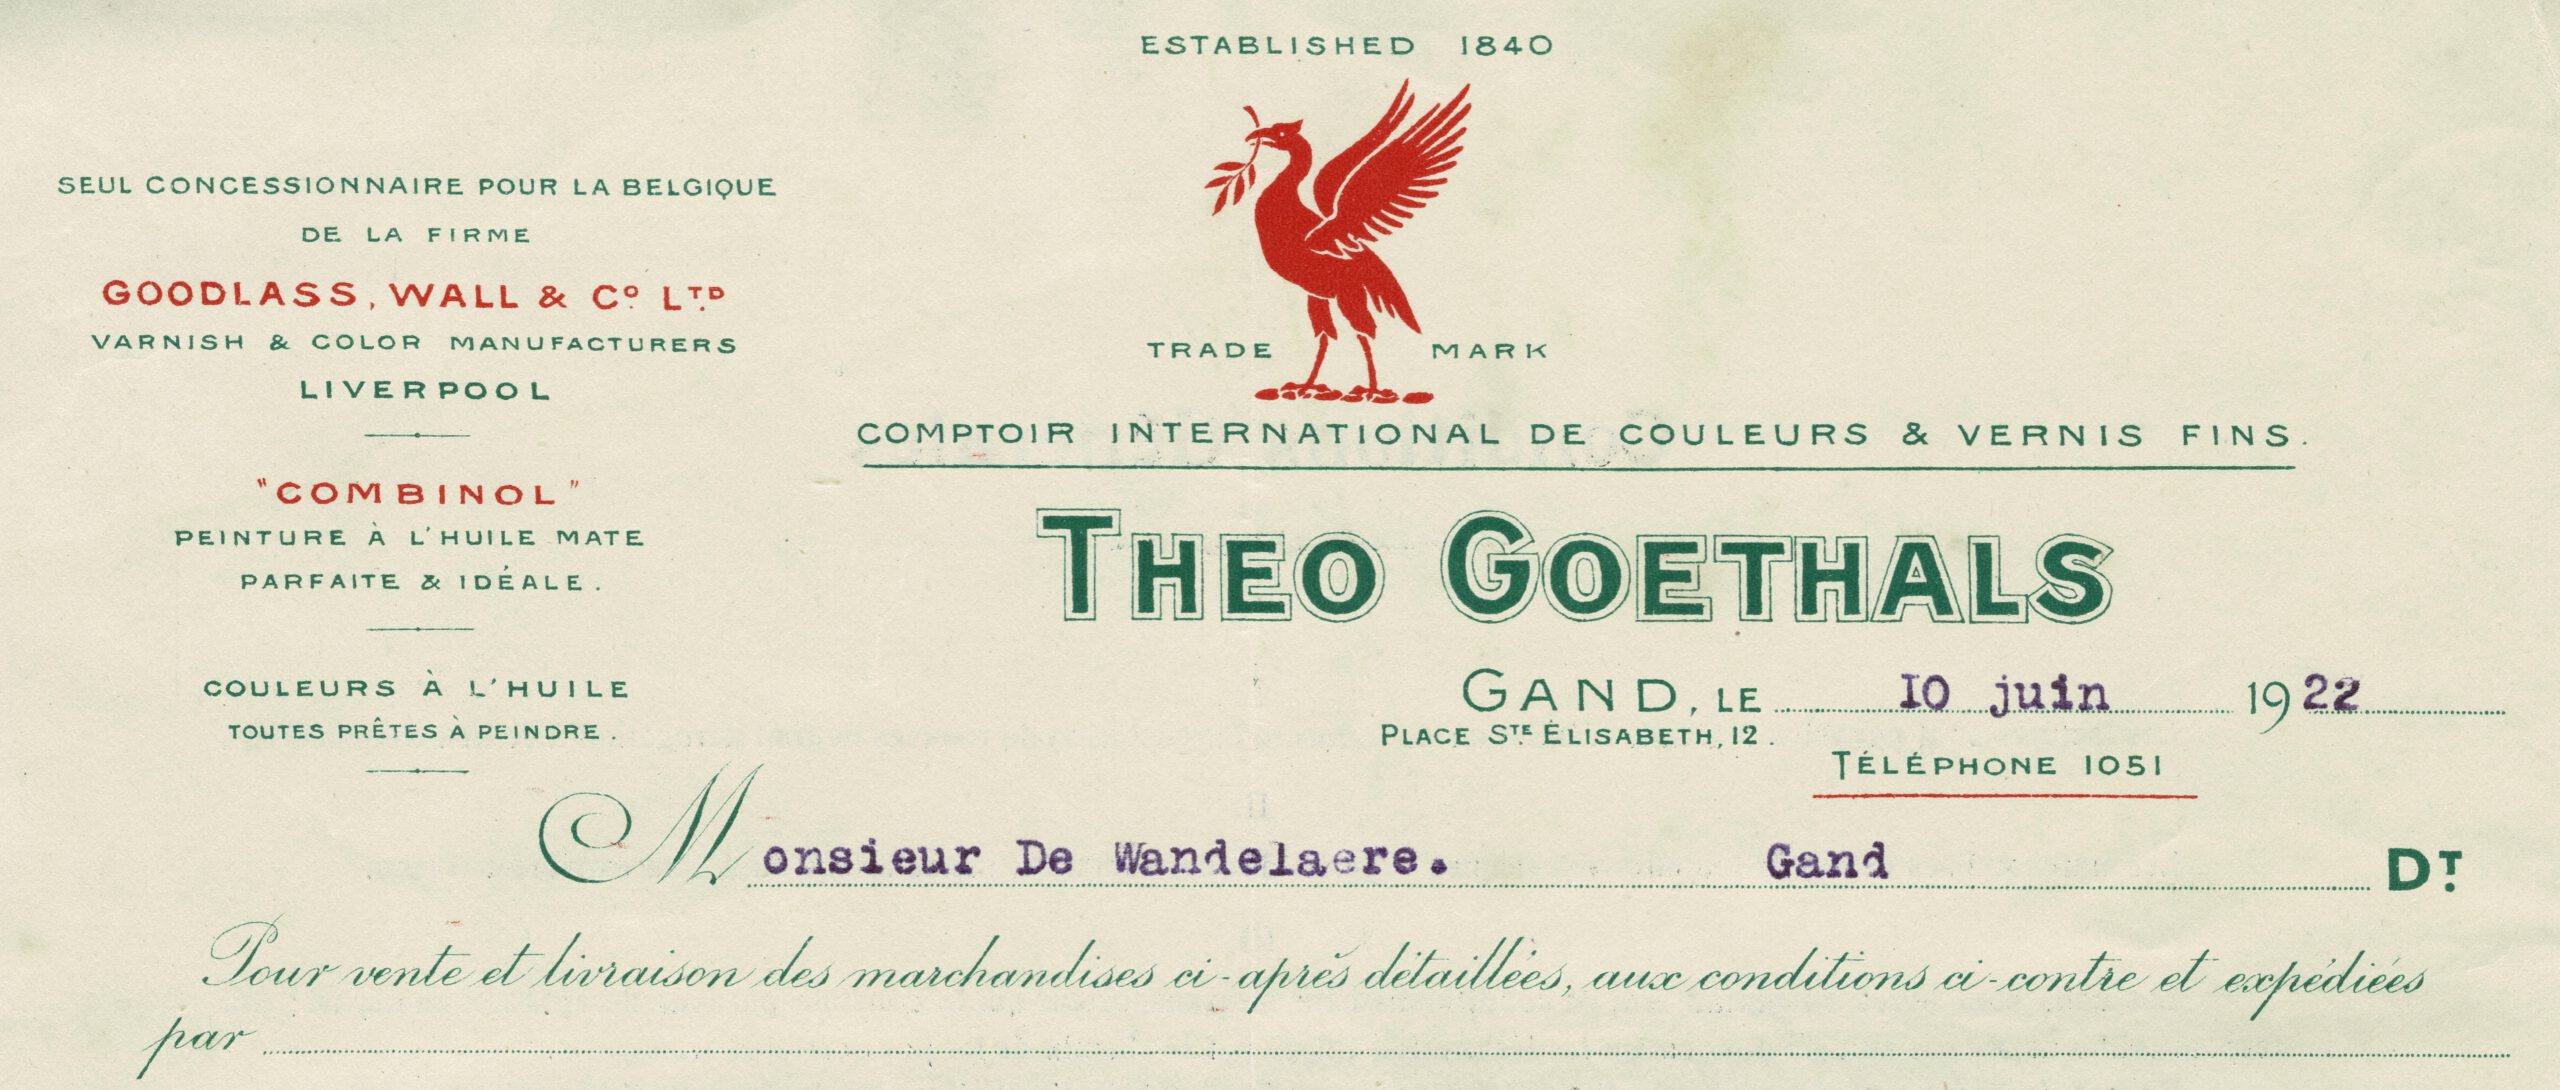 ESTABLISHED 1840
TRADE MARK
SEUL CONCESSIONNAIRE POUR LA BELGIQUE
DE LA FIRME
GOODLASS, WALL & Cº LTD
VARNISH & COLOR MANUFACTURERS
LIVERPOOL
"COMBINOL"
PEINTURE À L'HUILE MATE
PARFAITE & IDÉALE.
COULEURS À L'HUILE
TOUTES PRÊTES À PEINDRE.
COMPTOIR INTERNATIONAL DE COULEURS & VERNIS FINS.
THEO GOETHALS
GAND, LE 10 juin 1922
PLACE STE ÉLISABETH, 12.
TÉLÉPHONE 1051
Monsieur De Wandelaere. Gand DT.
Pour vente et livraison des marchandises ci-après détaillées, aux conditions ci-contre et expédiées
par